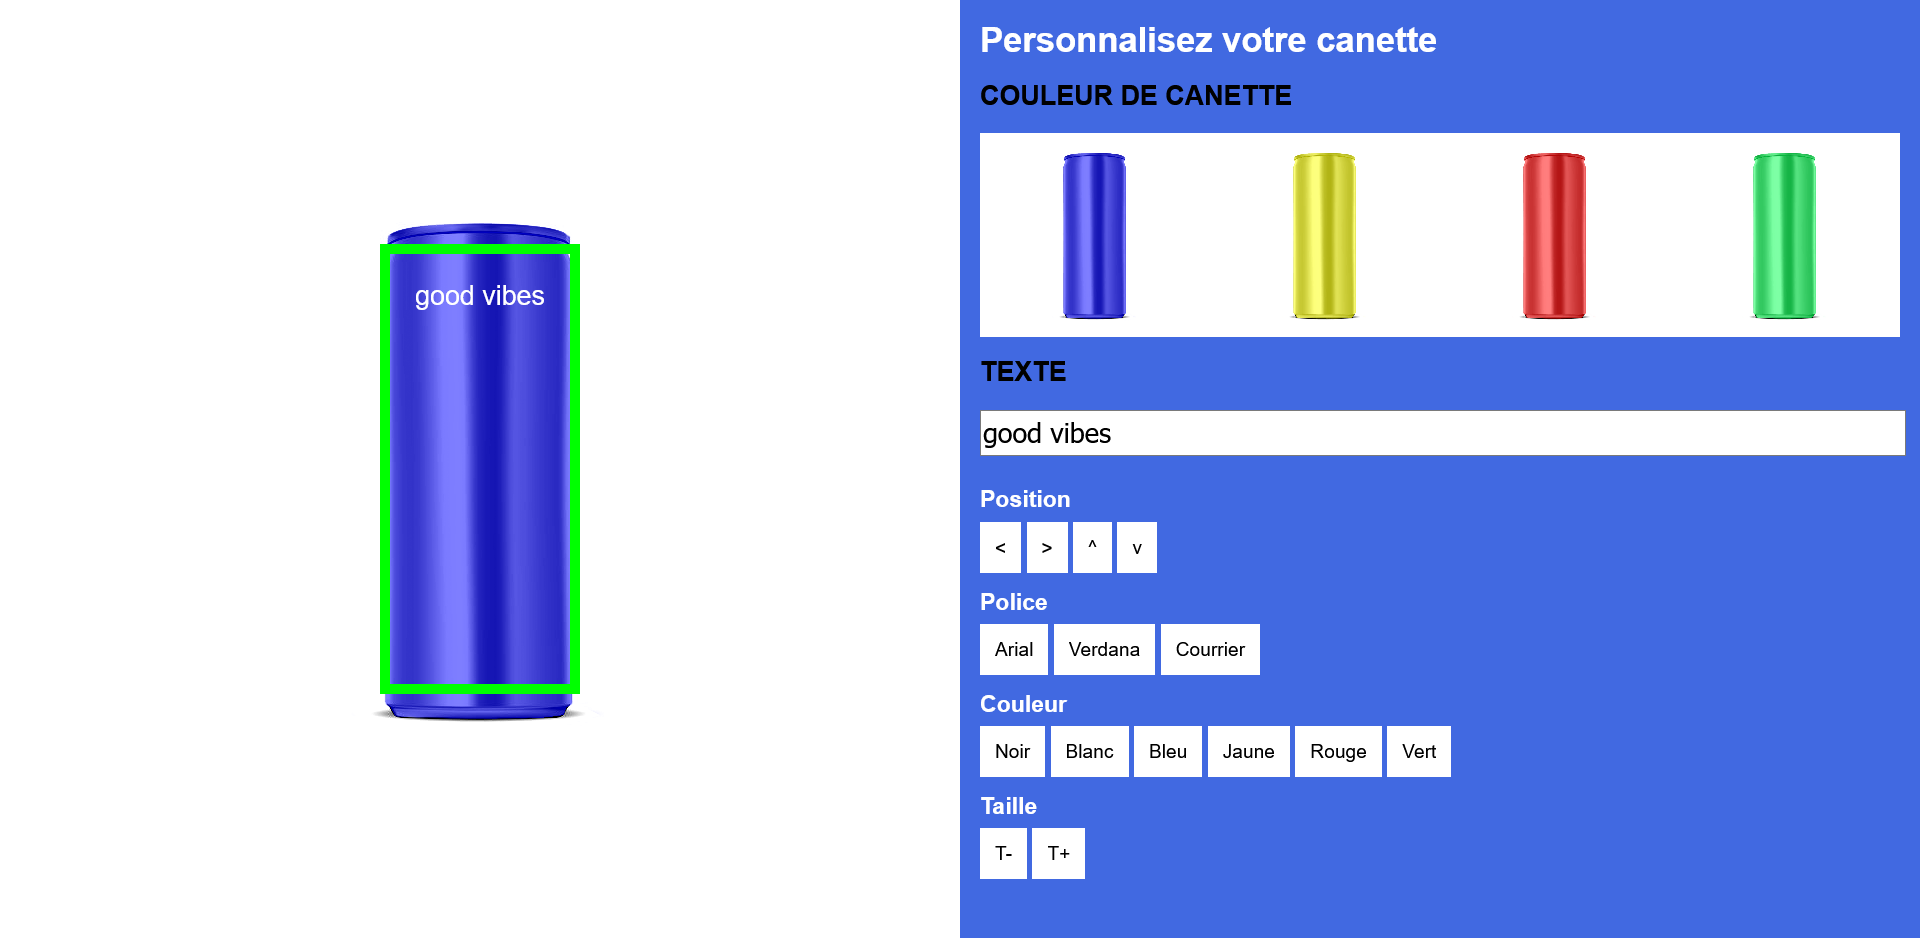 good vibes
Personnalisez votre canette
COULEUR DE CANETTE
TEXTE
good vibes
Position
< > ^ v
Police
Arial Verdana Courrier
Couleur
Noir Blanc Bleu Jaune Rouge Vert
Taille
T- T+